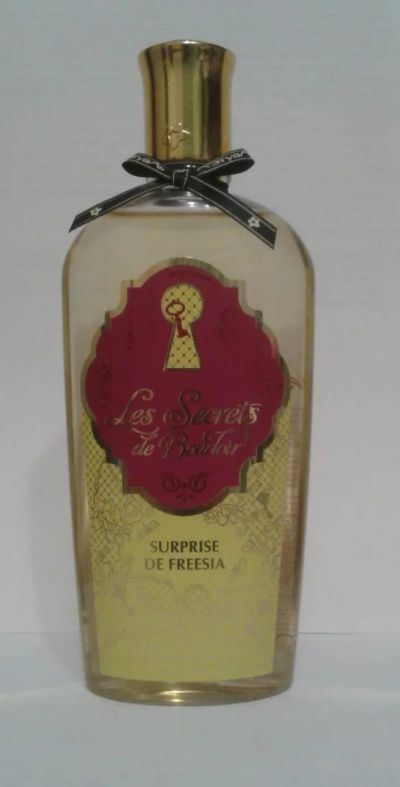 Les Secrets
de Boudoir
SURPRISE
DE FREESIA